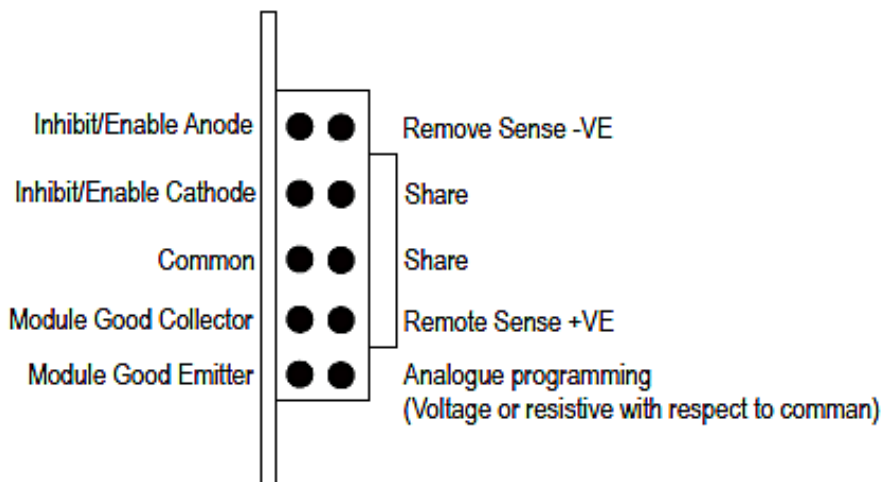 Inhibit/Enable Anode
Remove Sense -VE
Inhibit/Enable Cathode
Share
Common
Share
Module Good Collector
Remote Sense +VE
Module Good Emitter
Analogue programming
(Voltage or resistive with respect to comman)